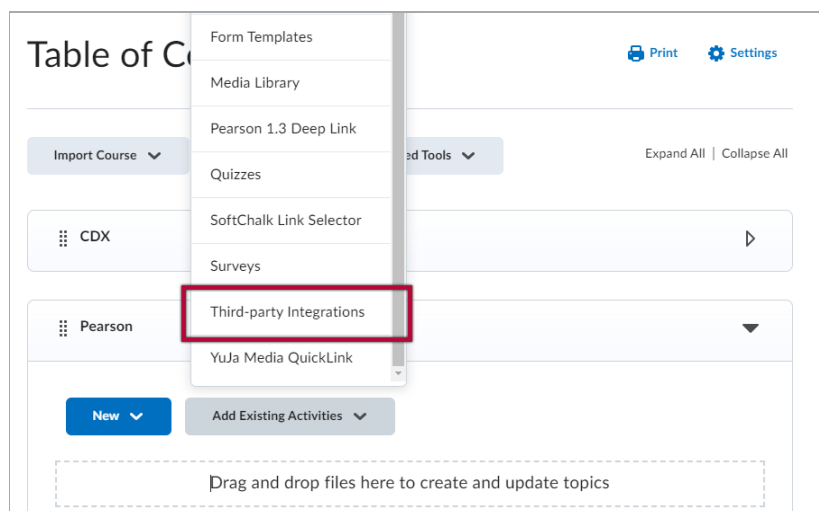 Table of C
Print
Settings
Form Templates
Media Library
Pearson 1.3 Deep Link
Quizzes
SoftChalk Link Selector
Surveys
Third-party Integrations
YuJa Media QuickLink
Import Course
ed Tools
Expand All | Collapse All
CDX
Pearson
New
Add Existing Activities
Drag and drop files here to create and update topics